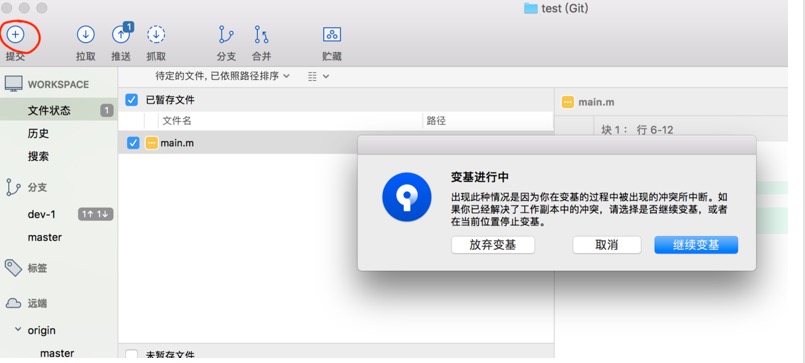 test (Git)
1
提交
拉取
推送
抓取
分支
合并
贮藏
WORKSPACE
文件状态
1
历史
搜索
分支
dev-1
1↑ 1↓
master
标签
远端
origin
master
待定的文件, 已依照路径排序
已暂存文件
文件名
路径
main.m
未暂存文件
main.m
块 1： 行 6-12
变基进行中
出现此种情况是因为你在变基的过程中被出现的冲突所中断。如
果你已经解决了工作副本中的冲突，请选择是否继续变基，或者
在当前位置停止变基。
放弃变基
取消
继续变基